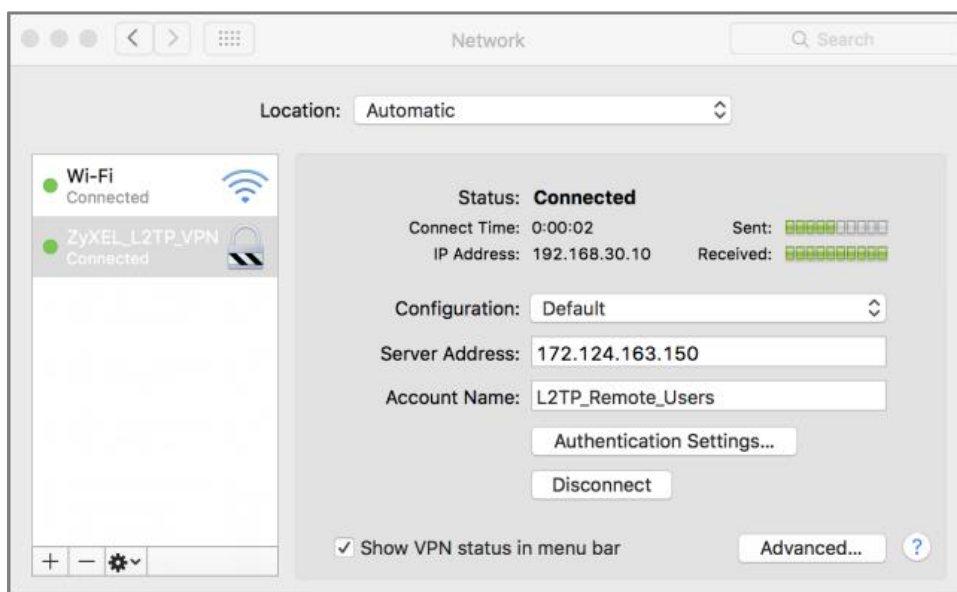 Network
Search
Location: Automatic
Wi-Fi
Connected
ZyXEL_L2TP_VPN
Connected
Status: Connected
Connect Time: 0:00:02 Sent:
IP Address: 192.168.30.10 Received:
Configuration: Default
Server Address: 172.124.163.150
Account Name: L2TP_Remote_Users
Authentication Settings...
Disconnect
Show VPN status in menu bar
Advanced... ?